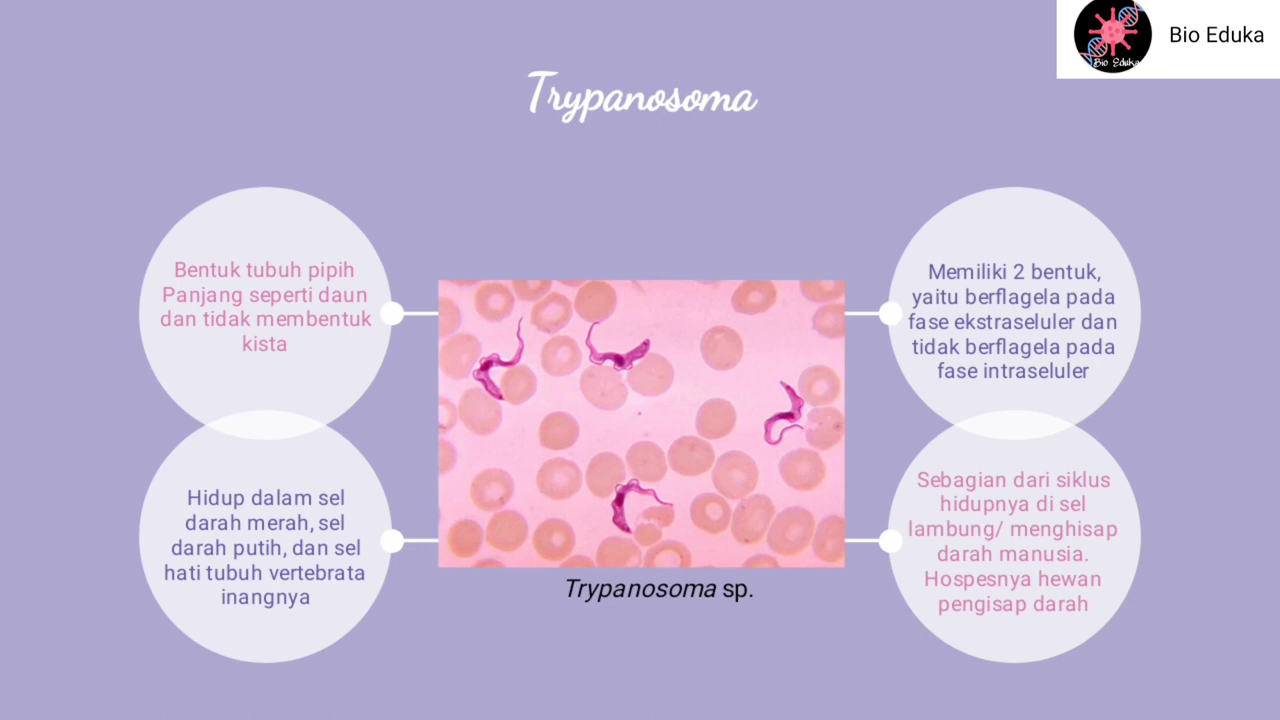 Bio Eduka
Bio Eduka
Trypanosoma
Bentuk tubuh pipih
Panjang seperti daun
dan tidak membentuk
kista
Hidup dalam sel
darah merah, sel
darah putih, dan sel
hati tubuh vertebrata
inangnya
Trypanosoma sp.
Memiliki 2 bentuk,
yaitu berflagela pada
fase ekstraseluler dan
tidak berflagela pada
fase intraseluler
Sebagian dari siklus
hidupnya di sel
lambung/ menghisap
darah manusia.
Hospesnya hewan
pengisap darah